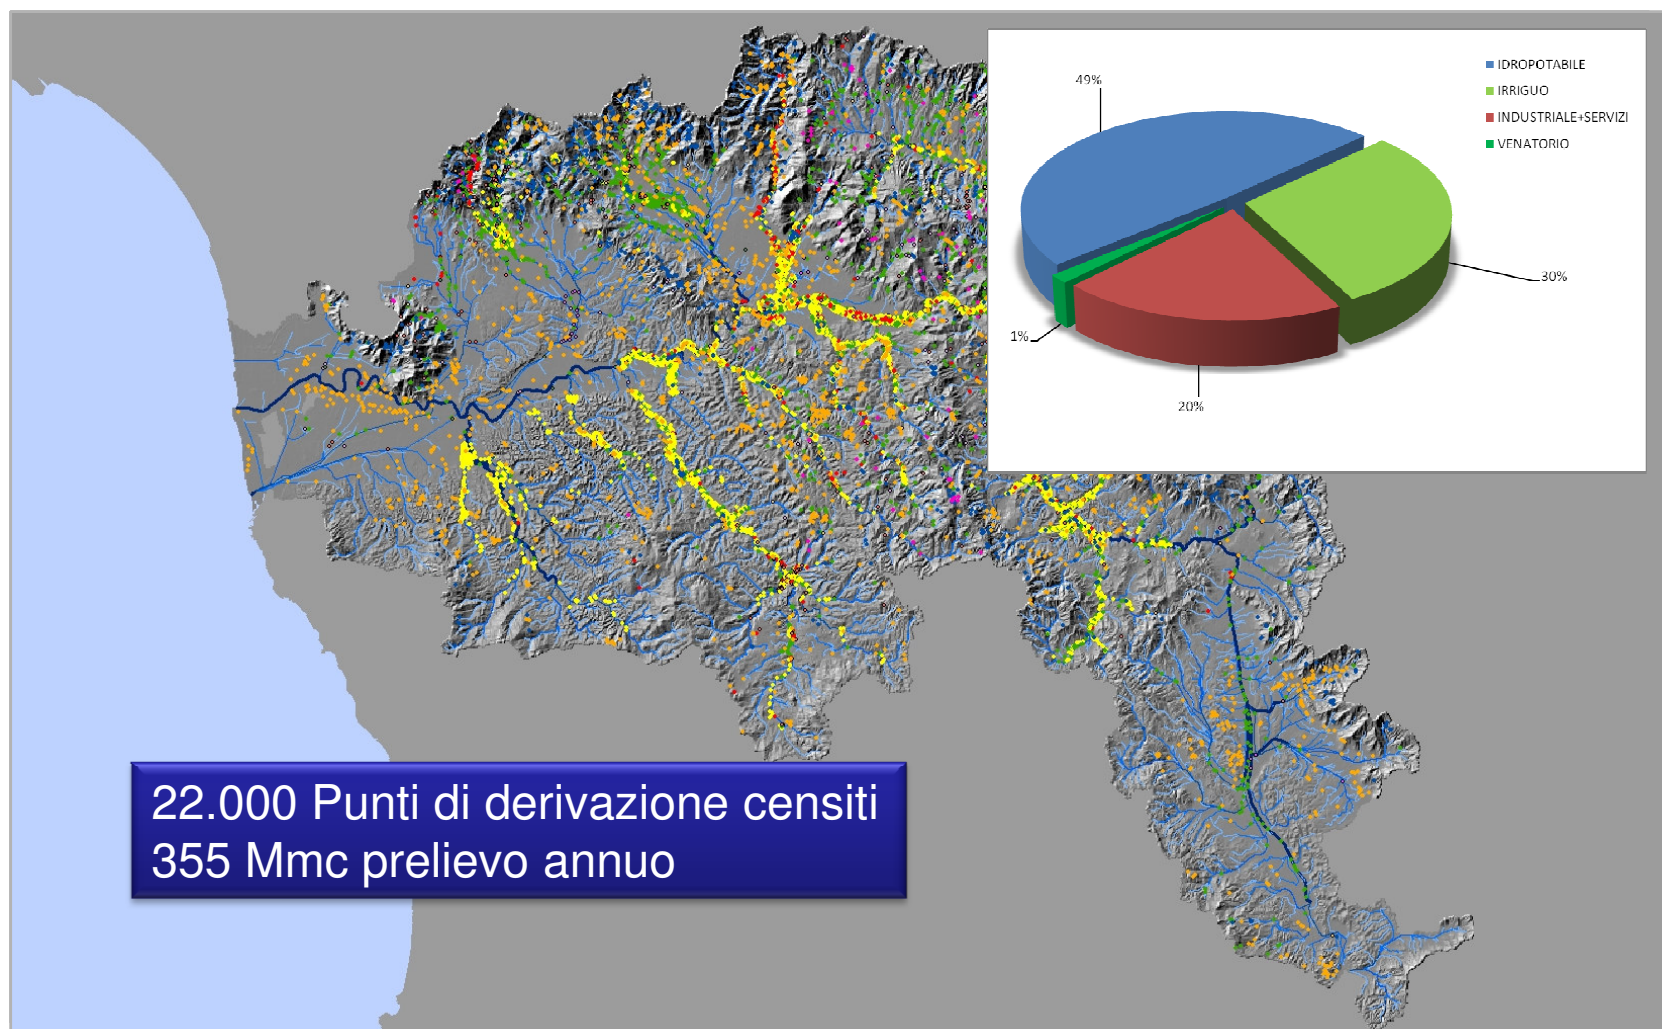 49%
IDROPOTABILE
IRRIGUO
INDUSTRIALE+SERVIZI
VENATORIO
30%
1%
20%
22.000 Punti di derivazione censiti
355 Mmc prelievo annuo